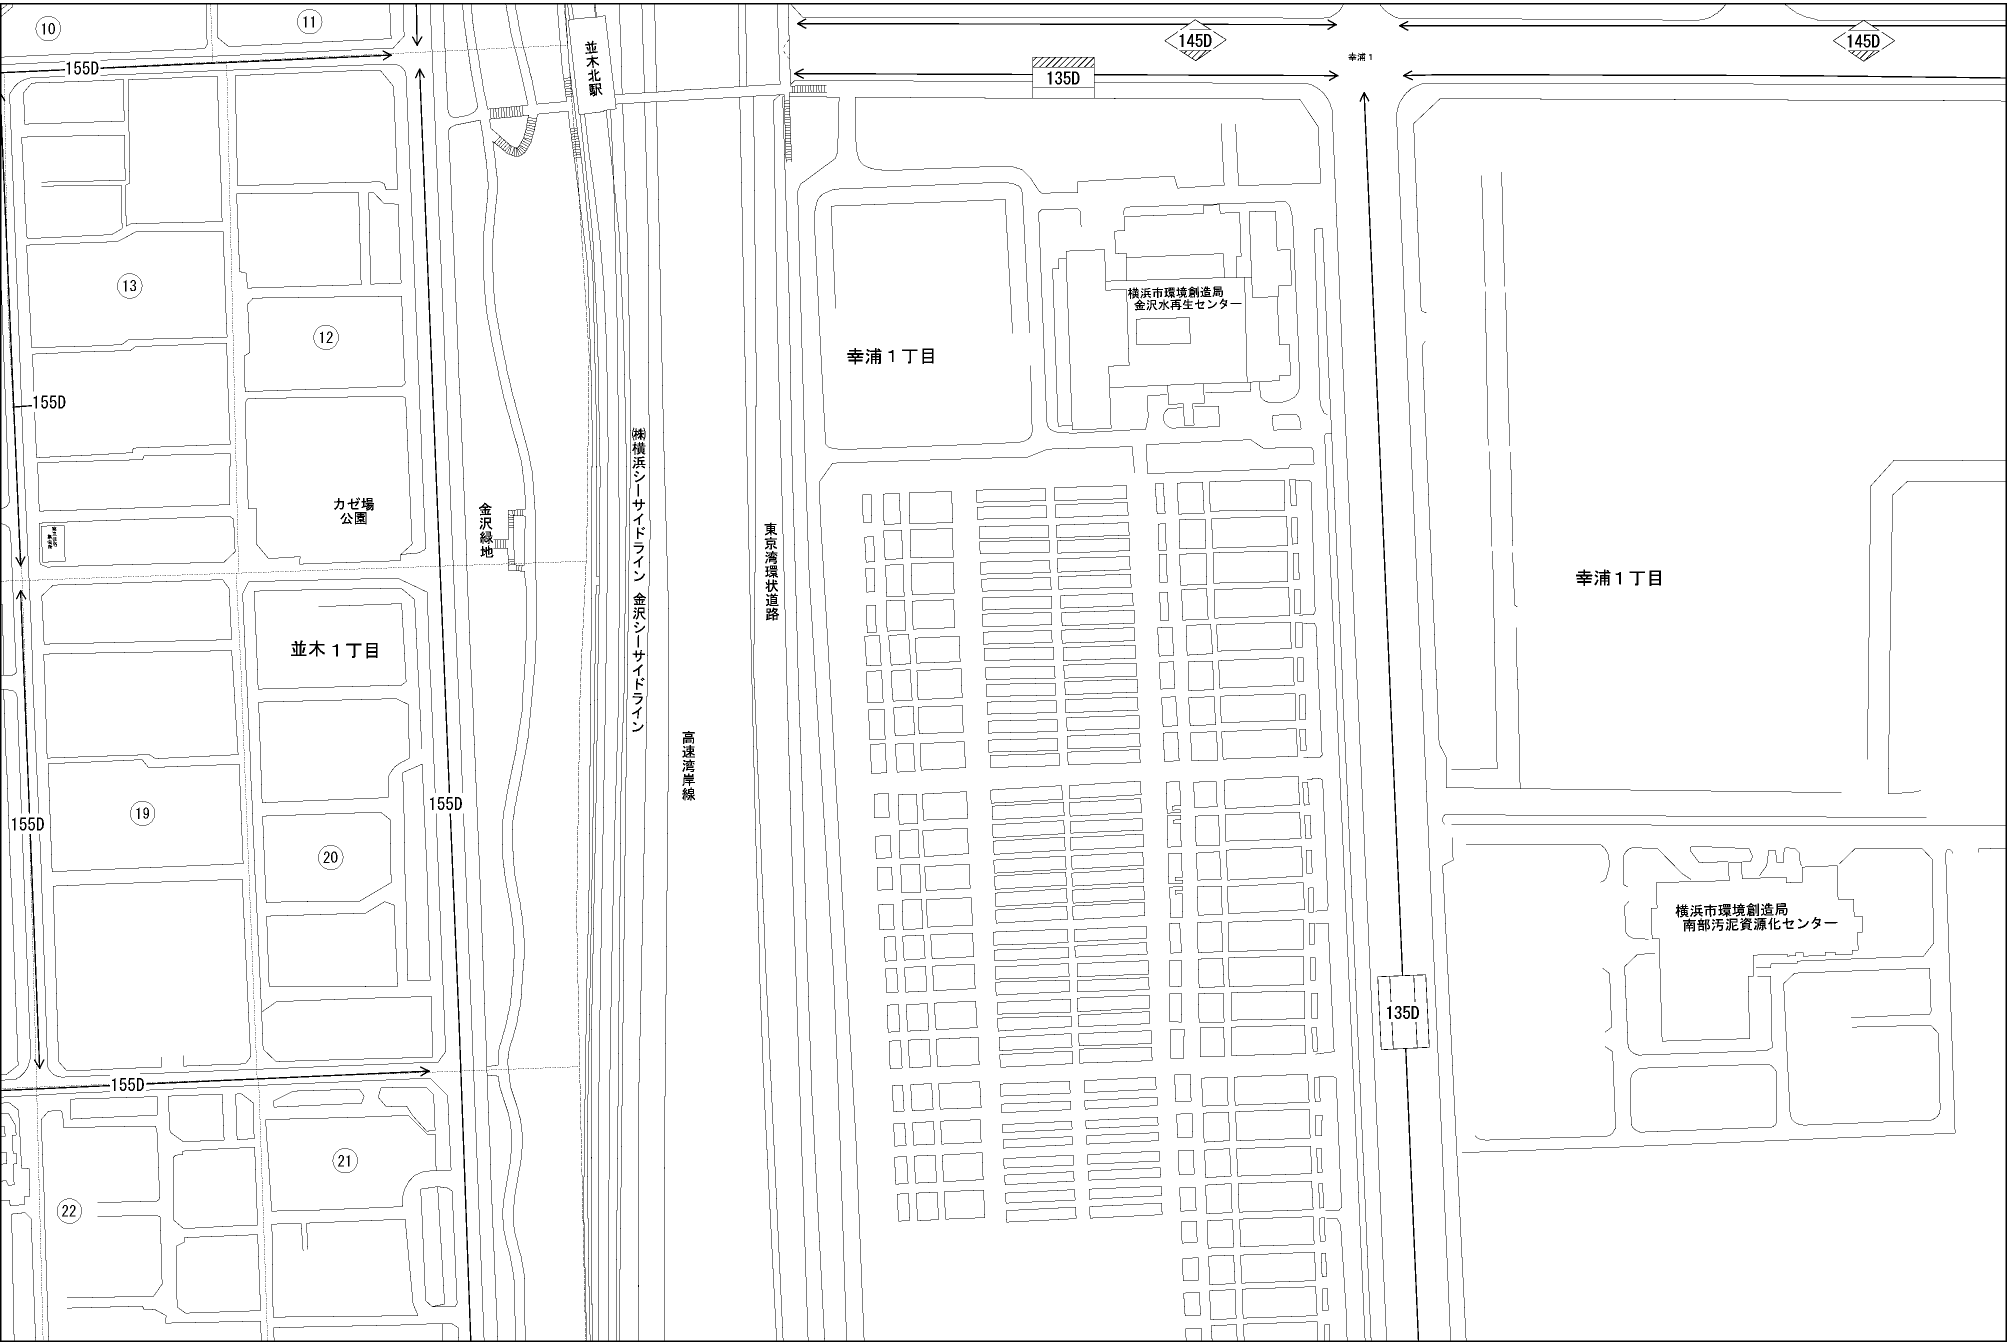 ⑩
⑪
155D
並木北駅
145D
145D
幸浦1
135D
⑬
⑫
155D
横浜市環境創造局
金沢水再生センター
幸浦1丁目
カゼ場
公園
金沢緑地
㈱横浜シーサイドライン 金沢シーサイドライン
東京湾環状道路
高速湾岸線
幸浦1丁目
並木1丁目
155D
155D
⑲
⑳
横浜市環境創造局
南部汚泥資源化センター
135D
155D
㉑
㉒